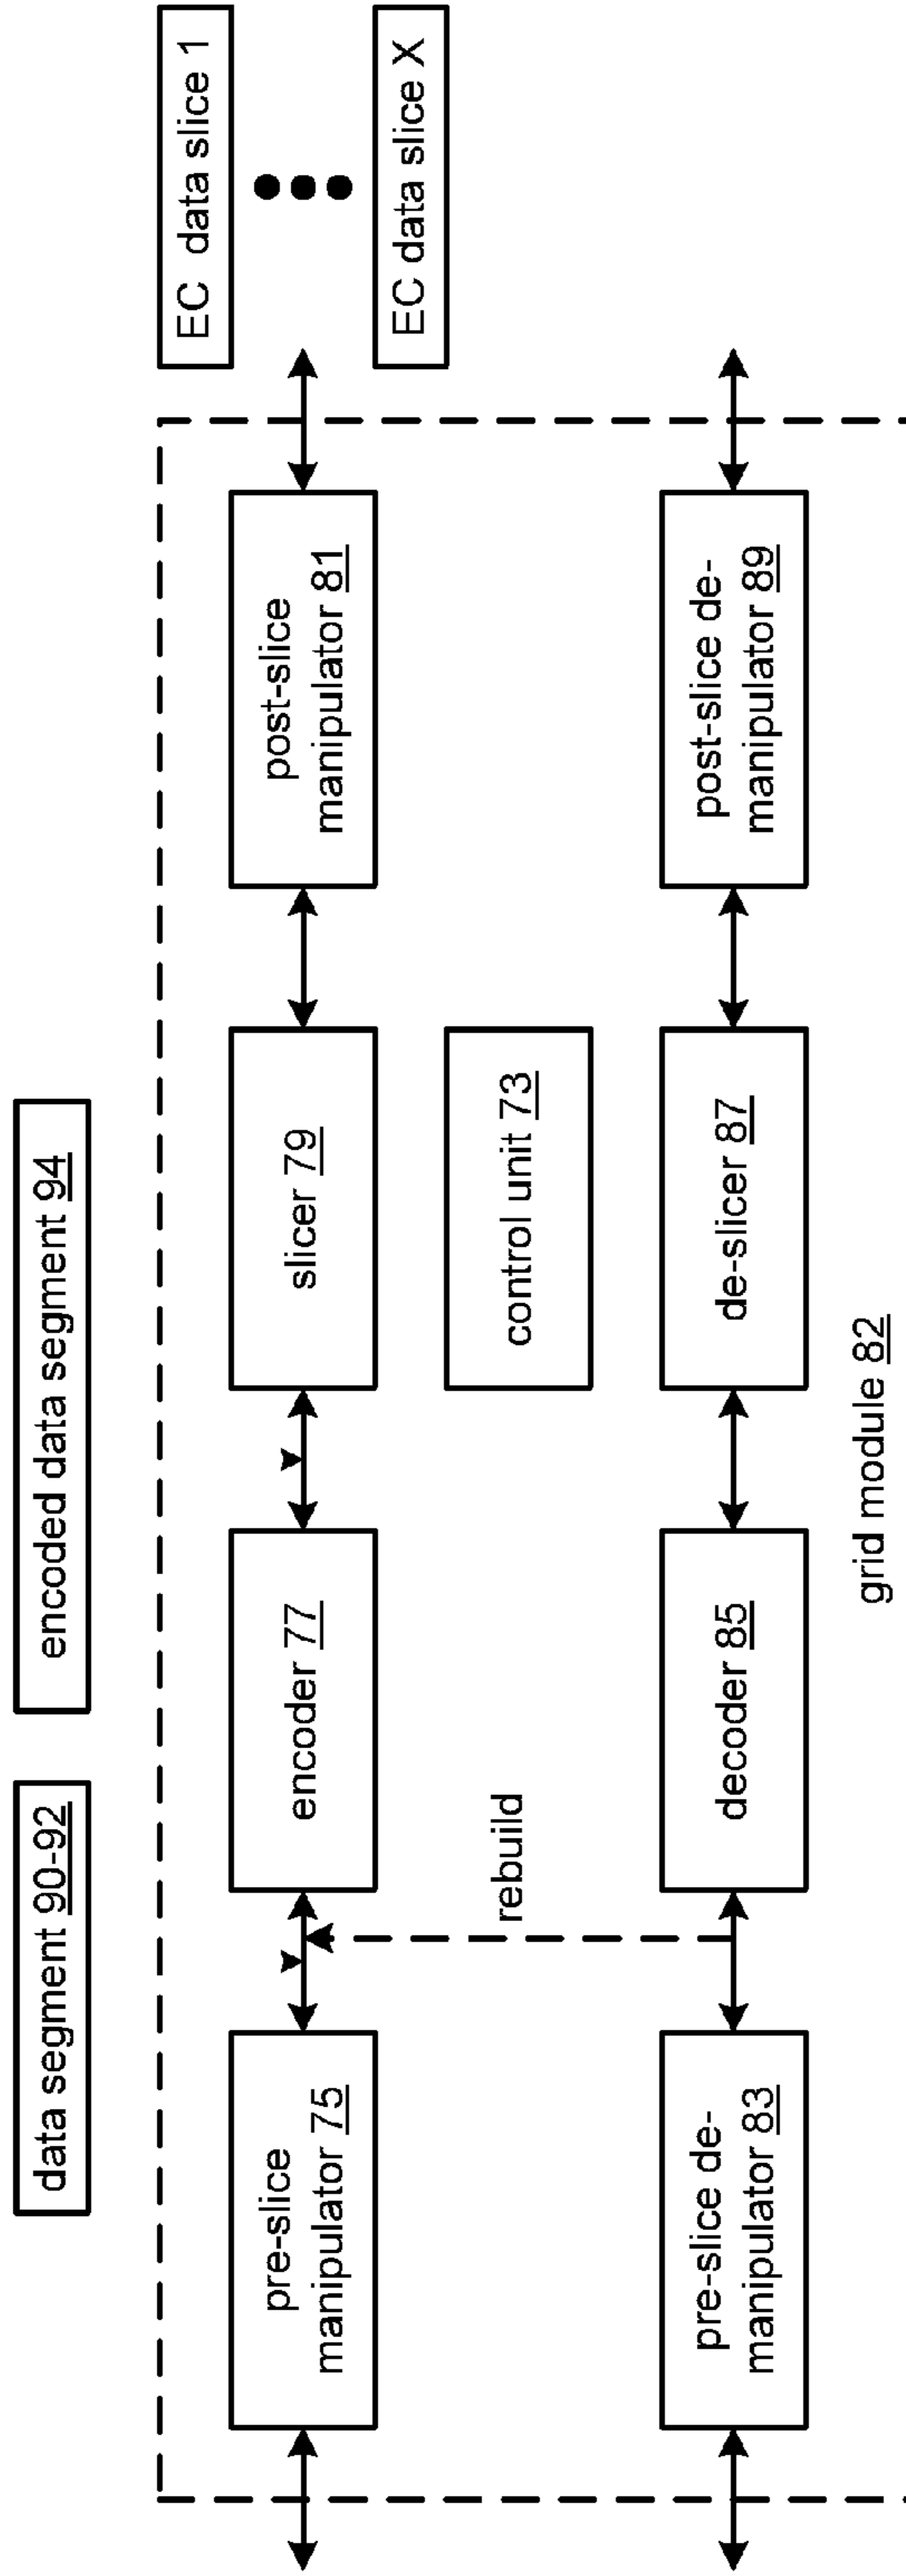 data segment 90-92
encoded data segment 94
EC data slice 1
EC data slice X
pre-slice
manipulator 75
encoder 77
slicer 79
post-slice
manipulator 81
rebuild
control unit 73
pre-slice de-
manipulator 83
decoder 85
de-slicer 87
post-slice de-
manipulator 89
grid module 82